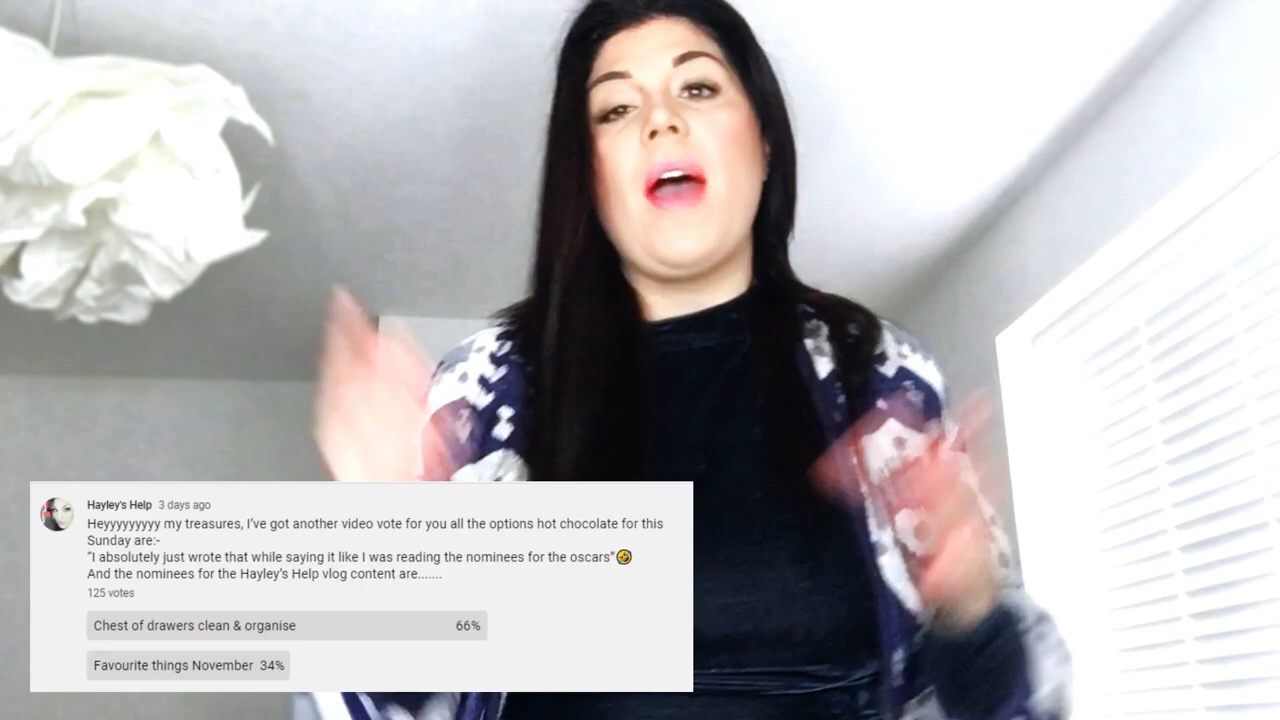 Hayley's Help 3 days ago
Heyyyyyyyyy my treasures, I've got another video vote for you all the options hot chocolate for this
Sunday are:-
"I absolutely just wrote that while saying it like I was reading the nominees for the oscars"🤣
And the nominees for the Hayley's Help vlog content are.......
125 votes
Chest of drawers clean & organise 66%
Favourite things November 34%